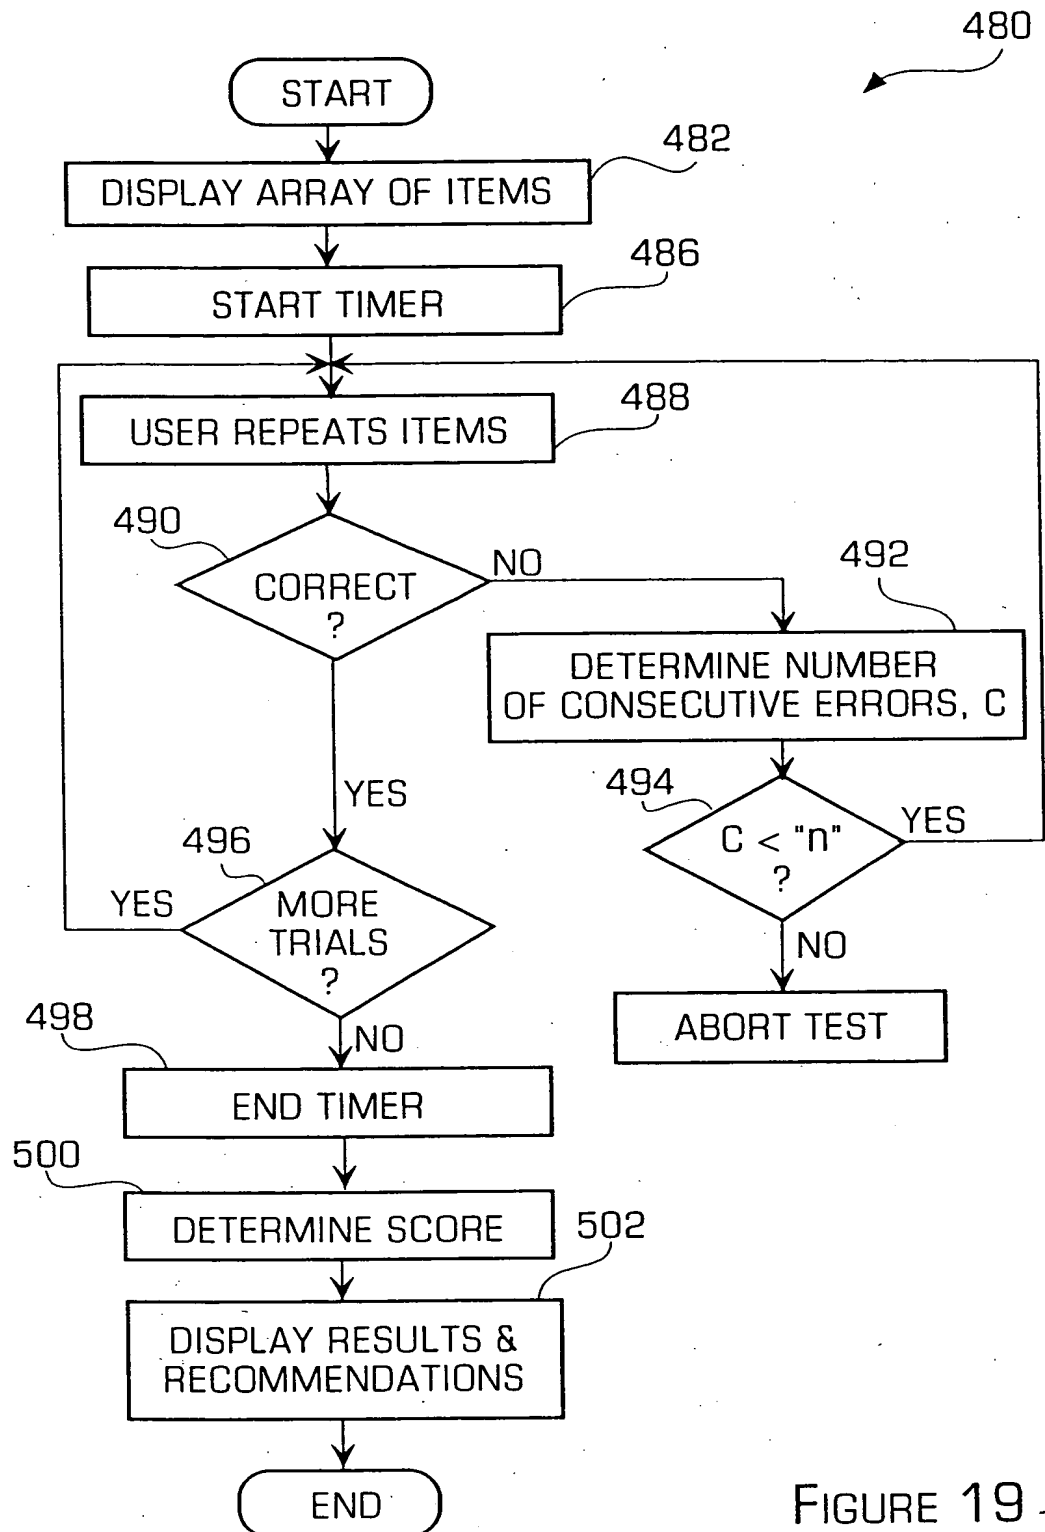 480
START
482
DISPLAY ARRAY OF ITEMS
486
START TIMER
488
USER REPEATS ITEMS
490
CORRECT
?
NO
492
DETERMINE NUMBER
OF CONSECUTIVE ERRORS, C
YES
494
C < "n"
?
YES
NO
ABORT TEST
496
YES
MORE
TRIALS
?
NO
498
END TIMER
500
DETERMINE SCORE
502
DISPLAY RESULTS &
RECOMMENDATIONS
END
FIGURE 19